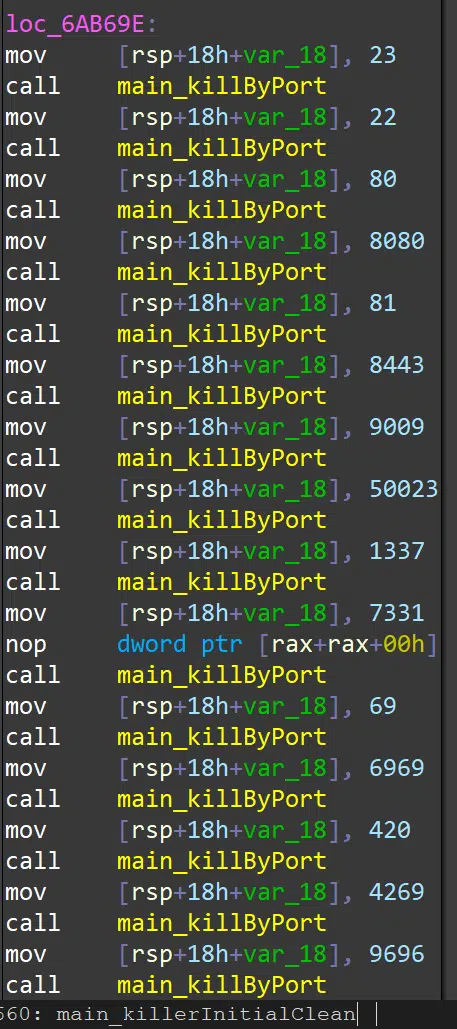 loc_6AB69E:
mov [rsp+18h+var_18], 23
call main_killByPort
mov [rsp+18h+var_18], 22
call main_killByPort
mov [rsp+18h+var_18], 80
call main_killByPort
mov [rsp+18h+var_18], 8080
call main_killByPort
mov [rsp+18h+var_18], 81
call main_killByPort
mov [rsp+18h+var_18], 8443
call main_killByPort
mov [rsp+18h+var_18], 9009
call main_killByPort
mov [rsp+18h+var_18], 50023
call main_killByPort
mov [rsp+18h+var_18], 1337
call main_killByPort
mov [rsp+18h+var_18], 7331
nop dword ptr [rax+rax+00h]
call main_killByPort
mov [rsp+18h+var_18], 69
call main_killByPort
mov [rsp+18h+var_18], 6969
call main_killByPort
mov [rsp+18h+var_18], 420
call main_killByPort
mov [rsp+18h+var_18], 4269
call main_killByPort
mov [rsp+18h+var_18], 9696
call main_killByPort
560: main_killerInitialClean